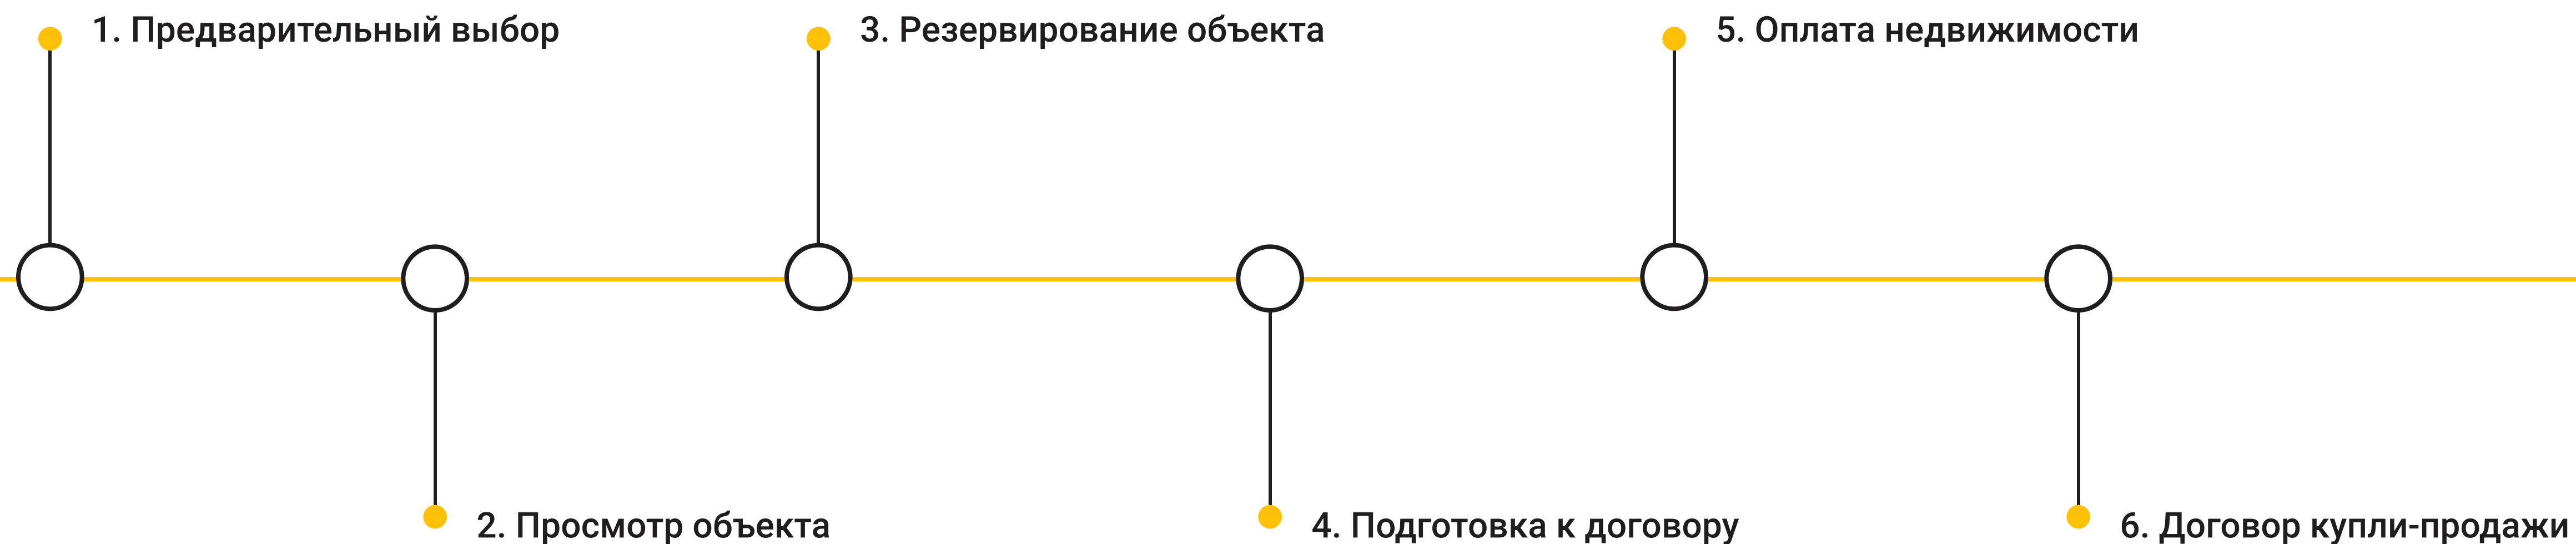 1. Предварительный выбор
2. Просмотр объекта
3. Резервирование объекта
4. Подготовка к договору
5. Оплата недвижимости
6. Договор купли-продажи